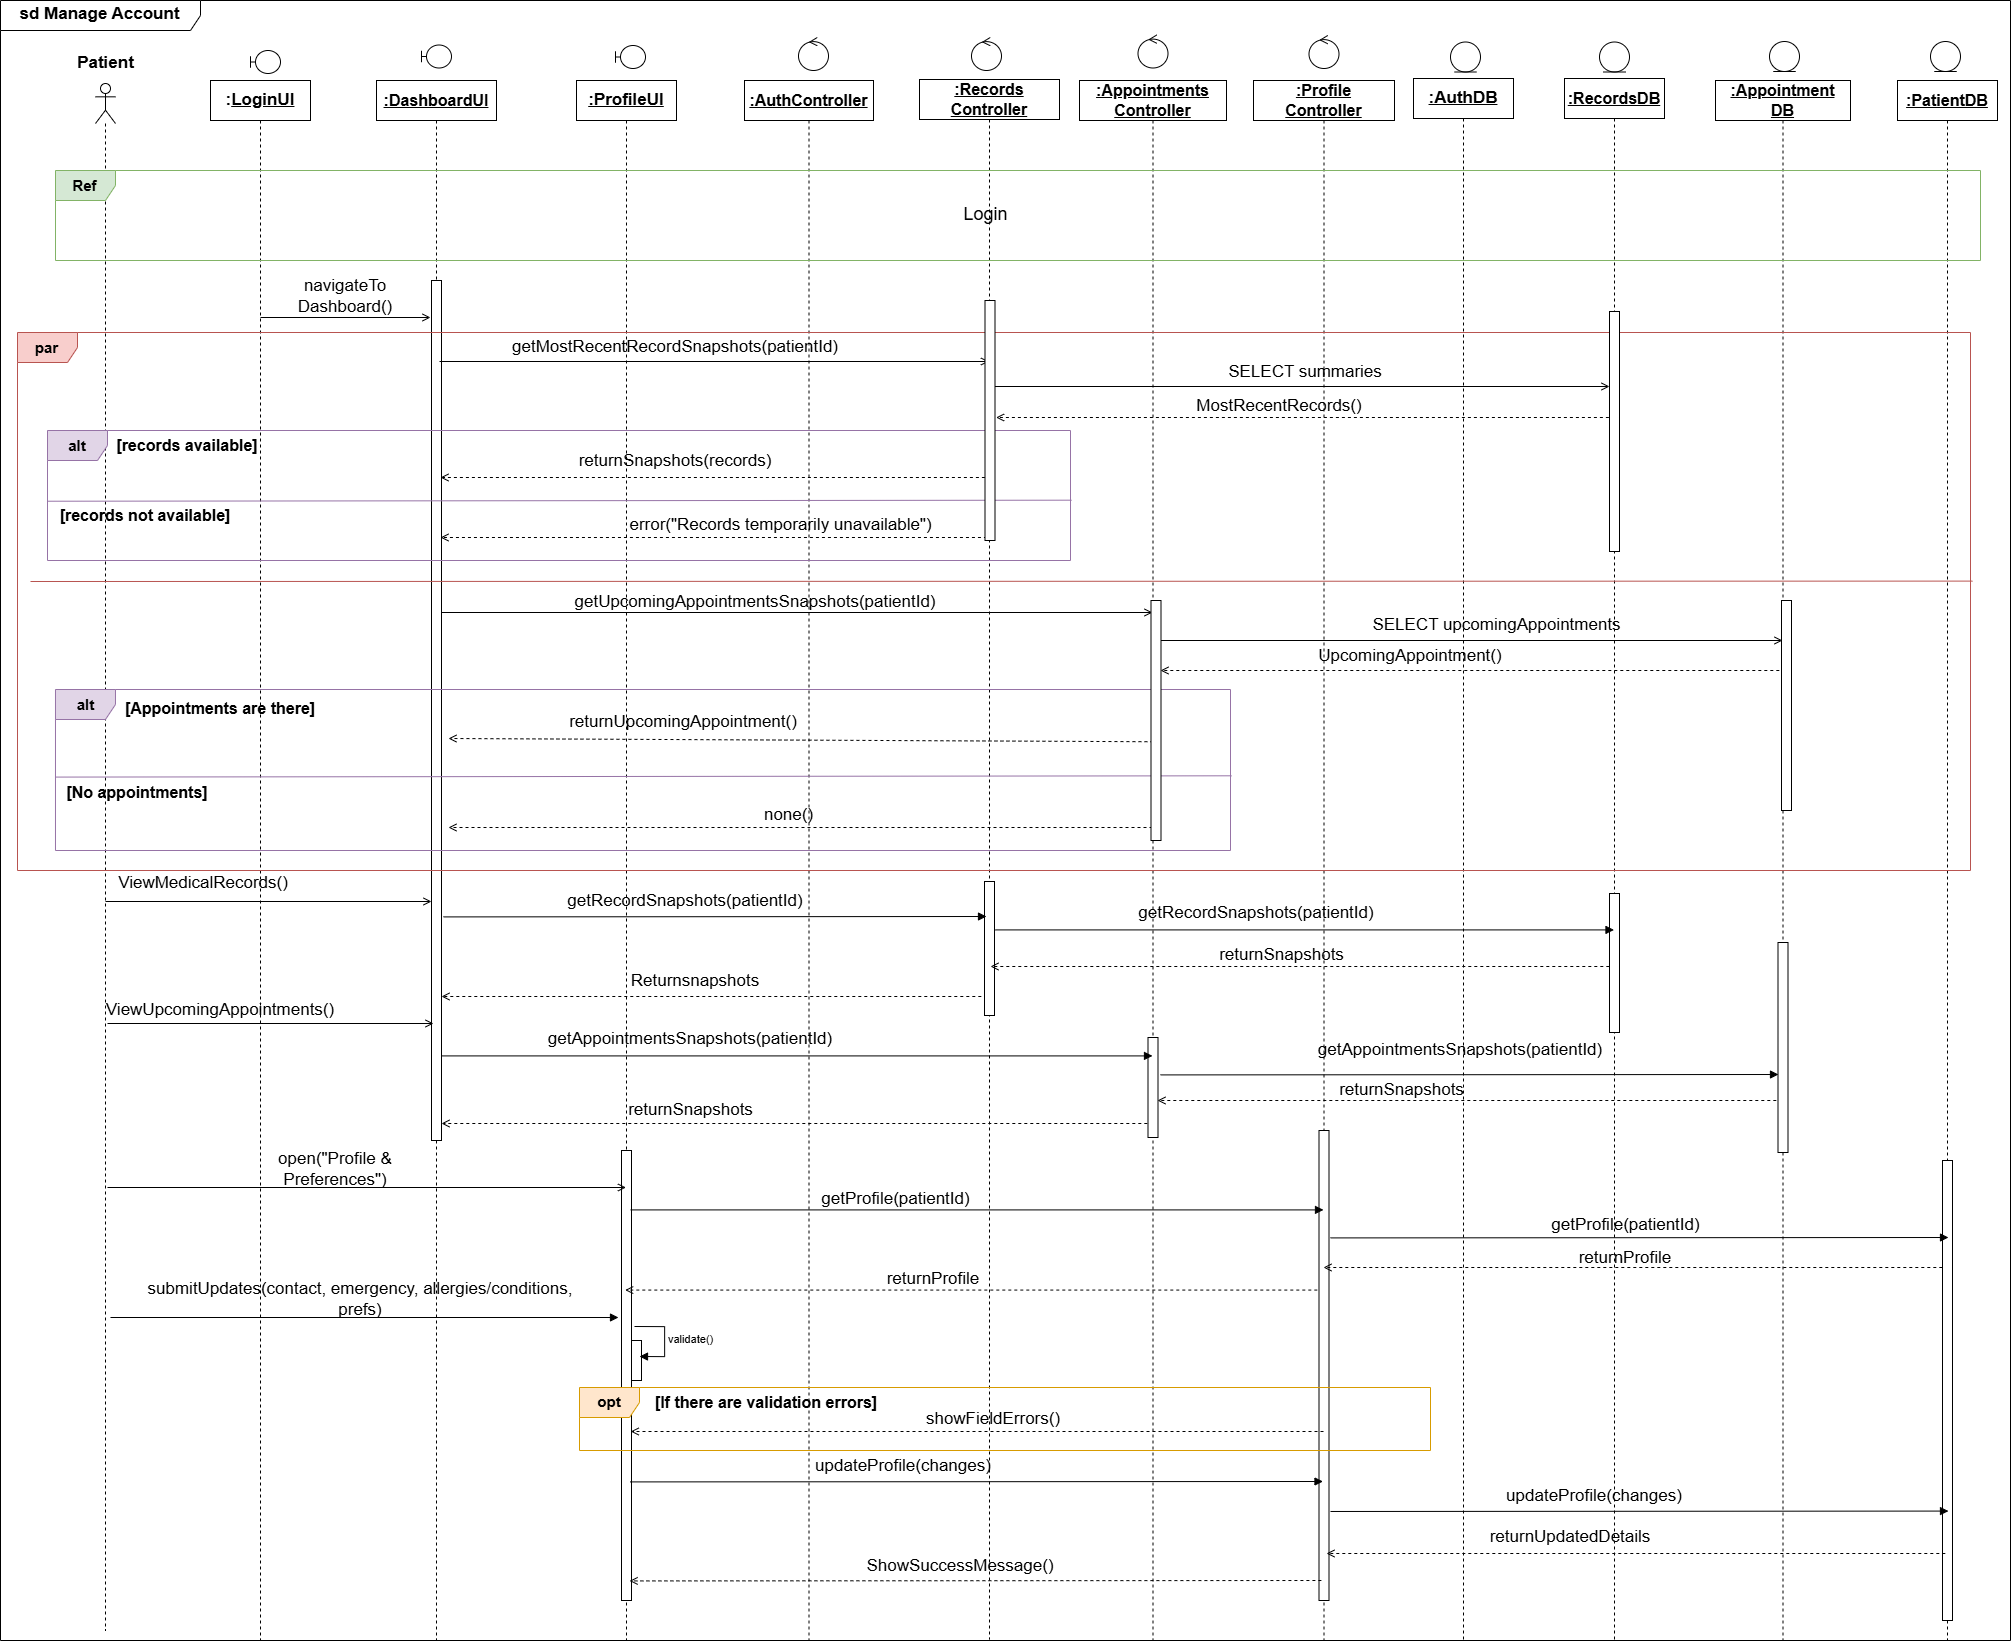 sd Manage Account
Patient
:LoginUI
:DashboardUI
:ProfileUI
:AuthController
:Records
Controller
:Appointments
Controller
:Profile
Controller
:AuthDB
:RecordsDB
:Appointment
DB
:PatientDB
Ref
Login
navigateTo
Dashboard()
par
getMostRecentRecordSnapshots(patientId)
SELECT summaries
MostRecentRecords()
alt
[records available]
returnSnapshots(records)
[records not available]
error("Records temporarily unavailable")
getUpcomingAppointmentsSnapshots(patientId)
SELECT upcomingAppointments
UpcomingAppointment()
alt
[Appointments are there]
returnUpcomingAppointment()
[No appointments]
none()
ViewMedicalRecords()
getRecordSnapshots(patientId)
getRecordSnapshots(patientId)
returnSnapshots
Returnsnapshots
ViewUpcomingAppointments()
getAppointmentsSnapshots(patientId)
getAppointmentsSnapshots(patientId)
returnSnapshots
returnSnapshots
open("Profile &
Preferences")
getProfile(patientId)
getProfile(patientId)
returnProfile
returnProfile
submitUpdates(contact, emergency, allergies/conditions,
prefs)
validate()
opt
[If there are validation errors]
showFieldErrors()
updateProfile(changes)
updateProfile(changes)
returnUpdatedDetails
ShowSuccessMessage()